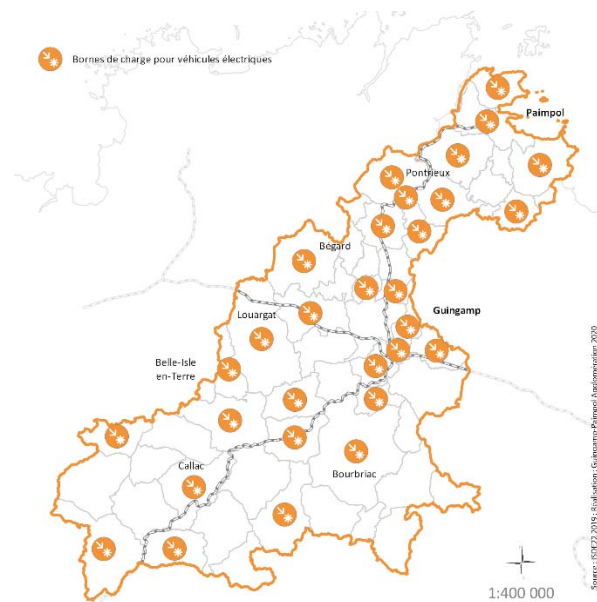 Bornes de charge pour véhicules électriques
Paimpol
Pontrieux
Bégard
Guingamp
Louargat
Belle-Isle
en-Terre
Callac
Bourbriac
1:400 000
Source : SDE22 2019 ; Réalisation : Guingamp-Paimpol Agglomération 2020